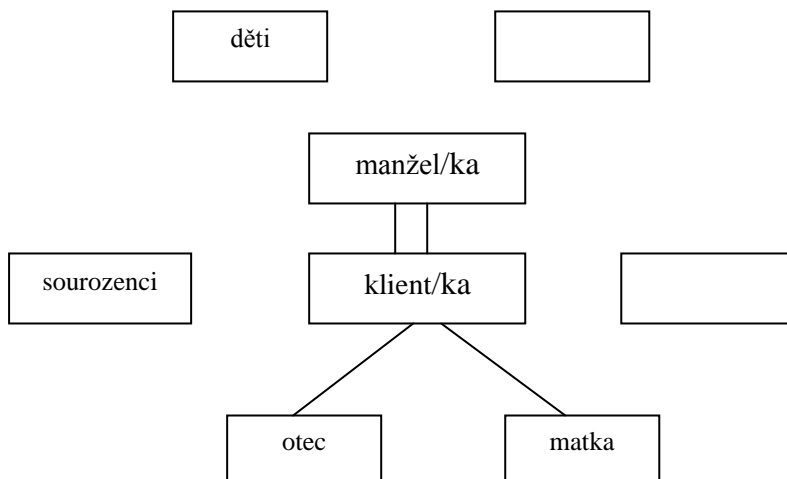 děti
manžel/ka
sourozenci
klient/ka
otec
matka